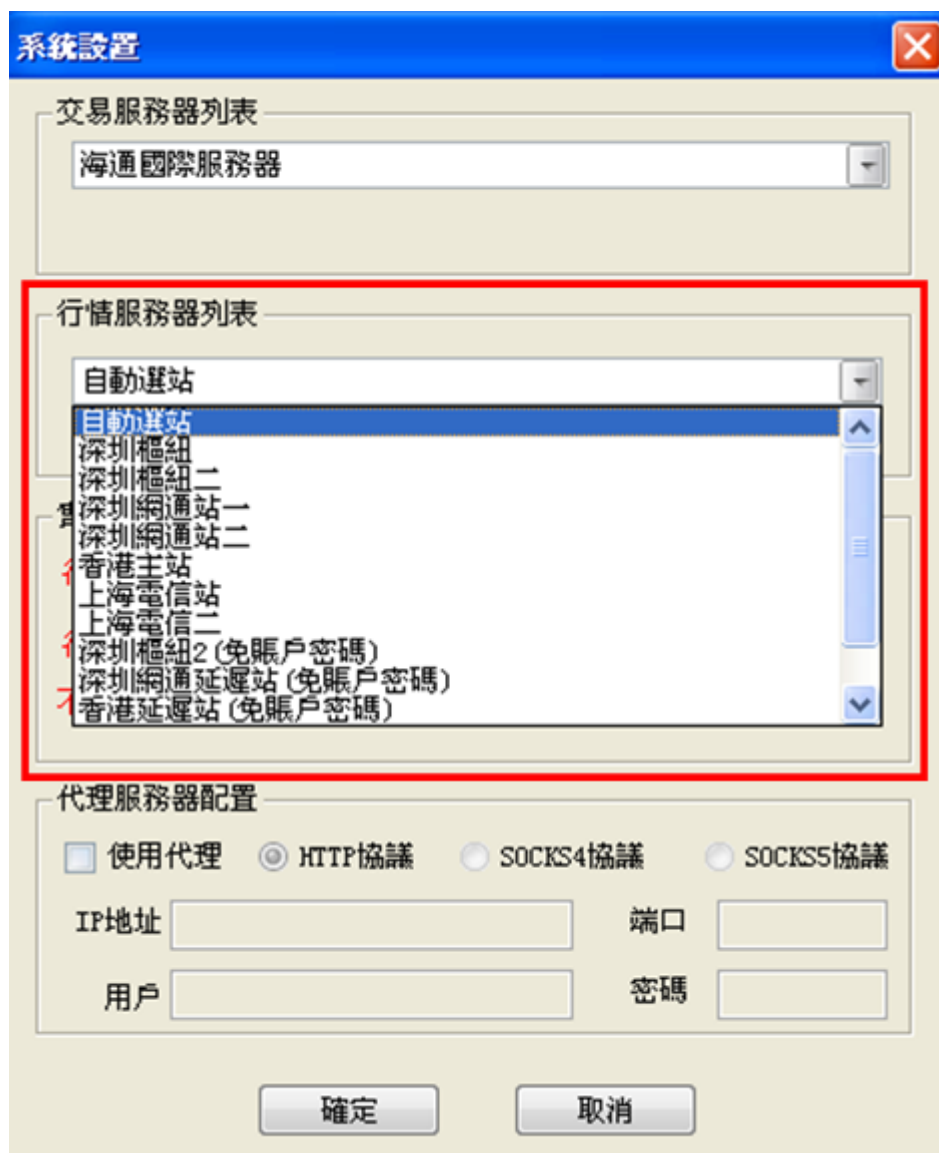 系統設置
交易服務器列表
海通國際服務器
行情服務器列表
自動選站
自動選站
深圳樞紐
深圳樞紐二
深圳網通站一
深圳網通站二
香港主站
上海電信站
上海電信二
深圳樞紐2(免賬戶密碼)
深圳網通延遲站(免賬戶密碼)
香港延遲站(免賬戶密碼)
代理服務器配置
使用代理 HTTP協議 SOCKS4協議 SOCKS5協議
IP地址 端口
用戶 密碼
確定 取消